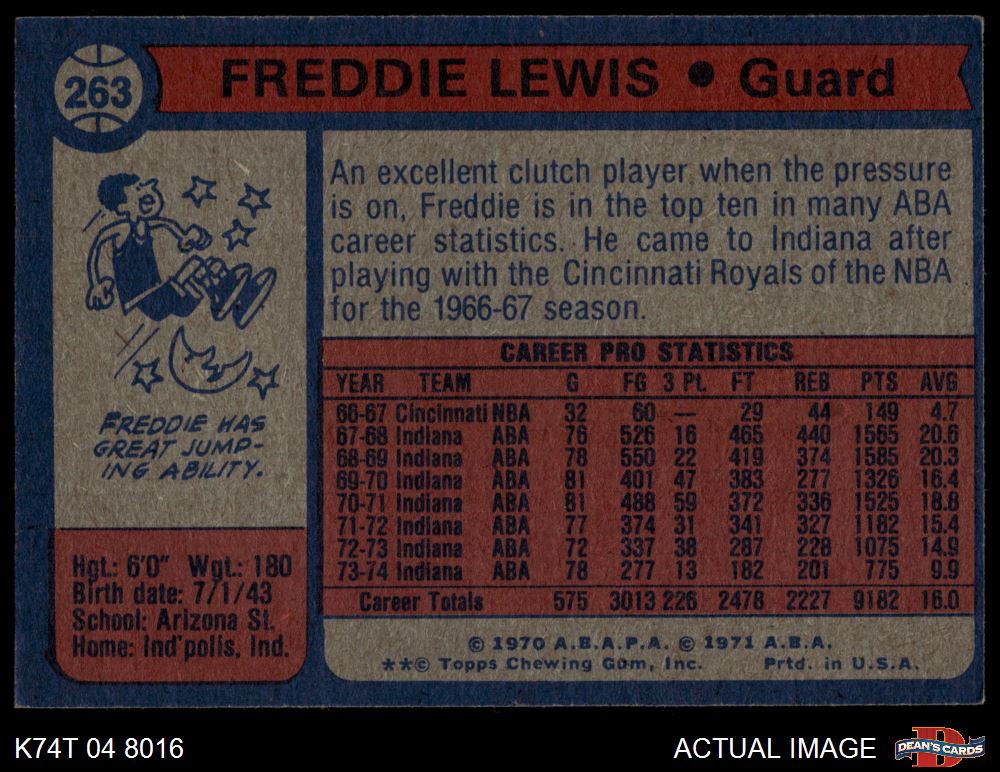 263
FREDDIE LEWIS • Guard
An excellent clutch player when the pressure
is on, Freddie is in the top ten in many ABA
career statistics. He came to Indiana after
playing with the Cincinnati Royals of the NBA
for the 1966-67 season.
FREDDIE HAS
GREAT JUMP-
ING ABILITY.
Hgt.: 6'0" Wgt.: 180
Birth date: 7/1/43
School: Arizona St.
Home: Ind'polis, Ind.
CAREER PRO STATISTICS
YEAR TEAM G FG 3 Pt. FT REB PTS AVG
66-67 Cincinnati NBA 32 60 — 29 44 149 4.7
67-68 Indiana ABA 76 526 16 465 440 1565 20.6
68-69 Indiana ABA 78 550 22 419 374 1585 20.3
69-70 Indiana ABA 81 401 47 383 277 1326 16.4
70-71 Indiana ABA 81 488 59 372 336 1525 18.8
71-72 Indiana ABA 77 374 31 341 327 1182 15.4
72-73 Indiana ABA 72 337 38 287 228 1075 14.9
73-74 Indiana ABA 78 277 13 182 201 775 9.9
Career Totals 575 3013 226 2478 2227 9182 16.0
© 1970 A.B.A.P.A. © 1971 A.B.A.
**© Topps Chewing Gum, Inc. Prtd. in U.S.A.
K74T 04 8016
ACTUAL IMAGE
DEAN'S CARDS